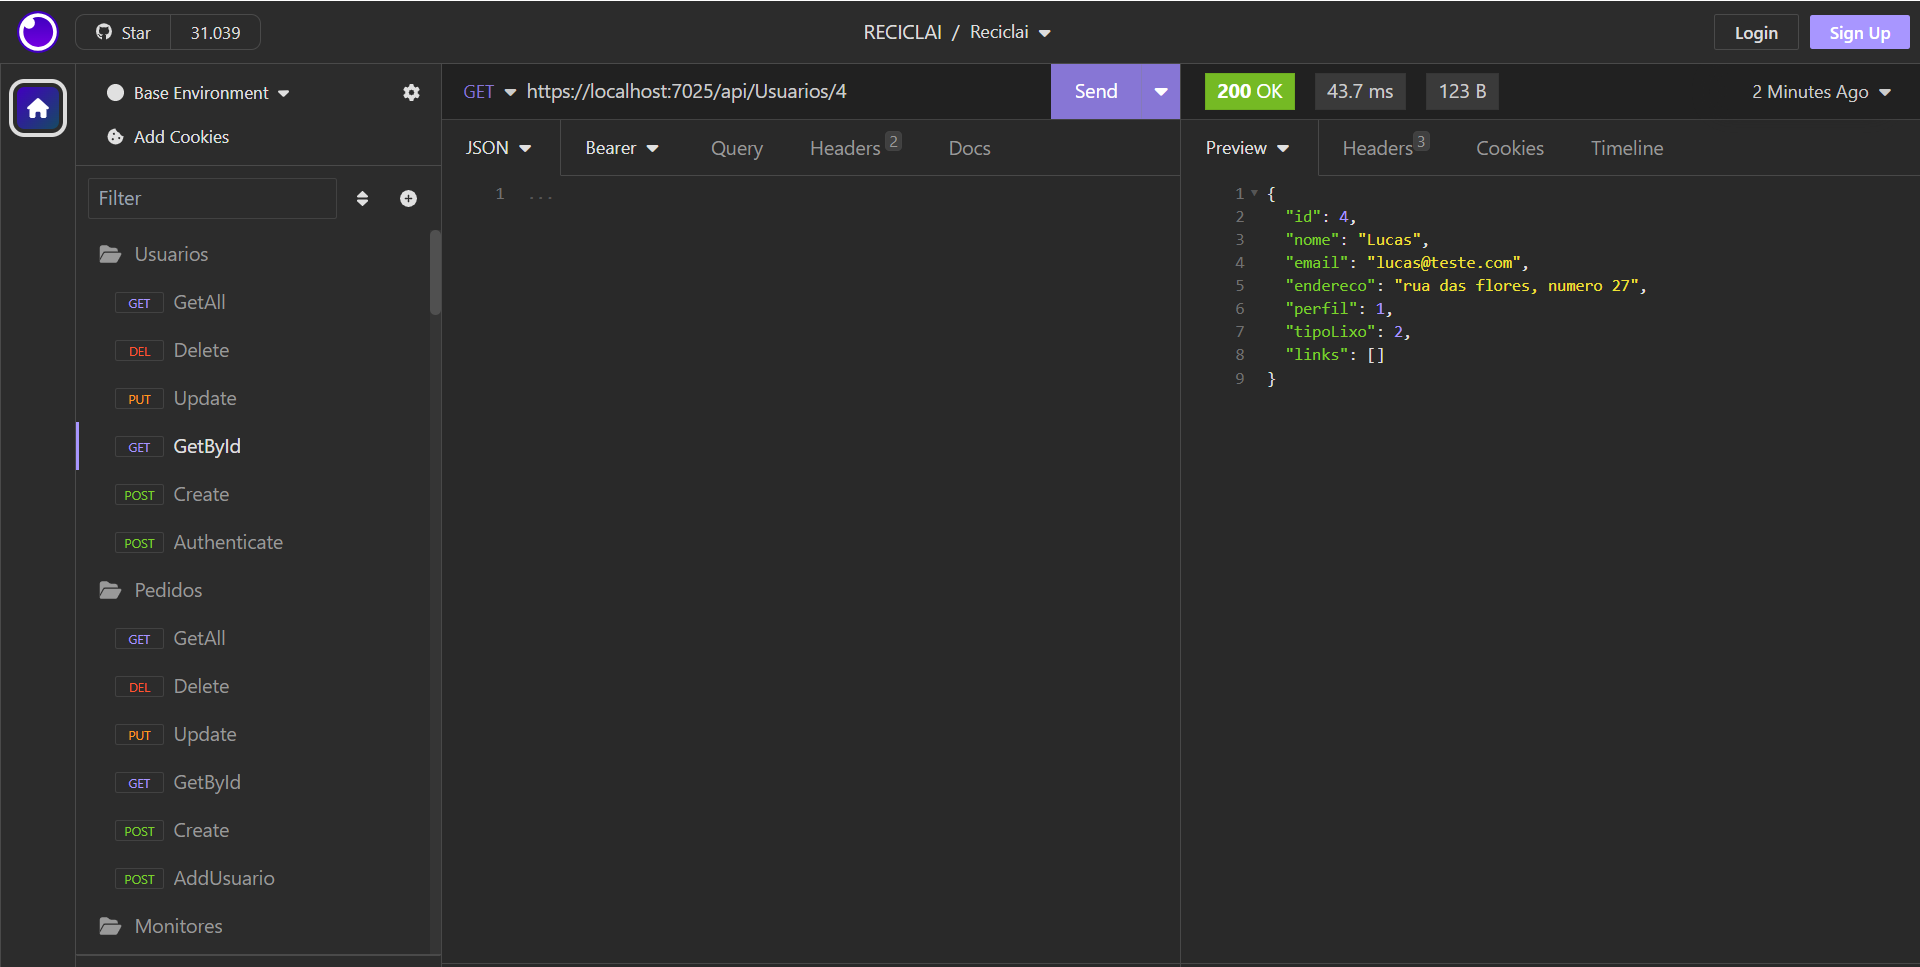 Star 31.039
RECICLAI / Reciclai
Login Sign Up
Base Environment
Add Cookies
Filter
Usuarios
GET GetAll
DEL Delete
PUT Update
GET GetById
POST Create
POST Authenticate
Pedidos
GET GetAll
DEL Delete
PUT Update
GET GetById
POST Create
POST AddUsuario
Monitores
GET https://localhost:7025/api/Usuarios/4 Send
JSON Bearer Query Headers 2 Docs
1 ...
200 OK 43.7 ms 123 B 2 Minutes Ago
Preview Headers 3 Cookies Timeline
1 {
2 "id": 4,
3 "nome": "Lucas",
4 "email": "lucas@teste.com",
5 "endereco": "rua das flores, numero 27",
6 "perfil": 1,
7 "tipoLixo": 2,
8 "links": []
9 }